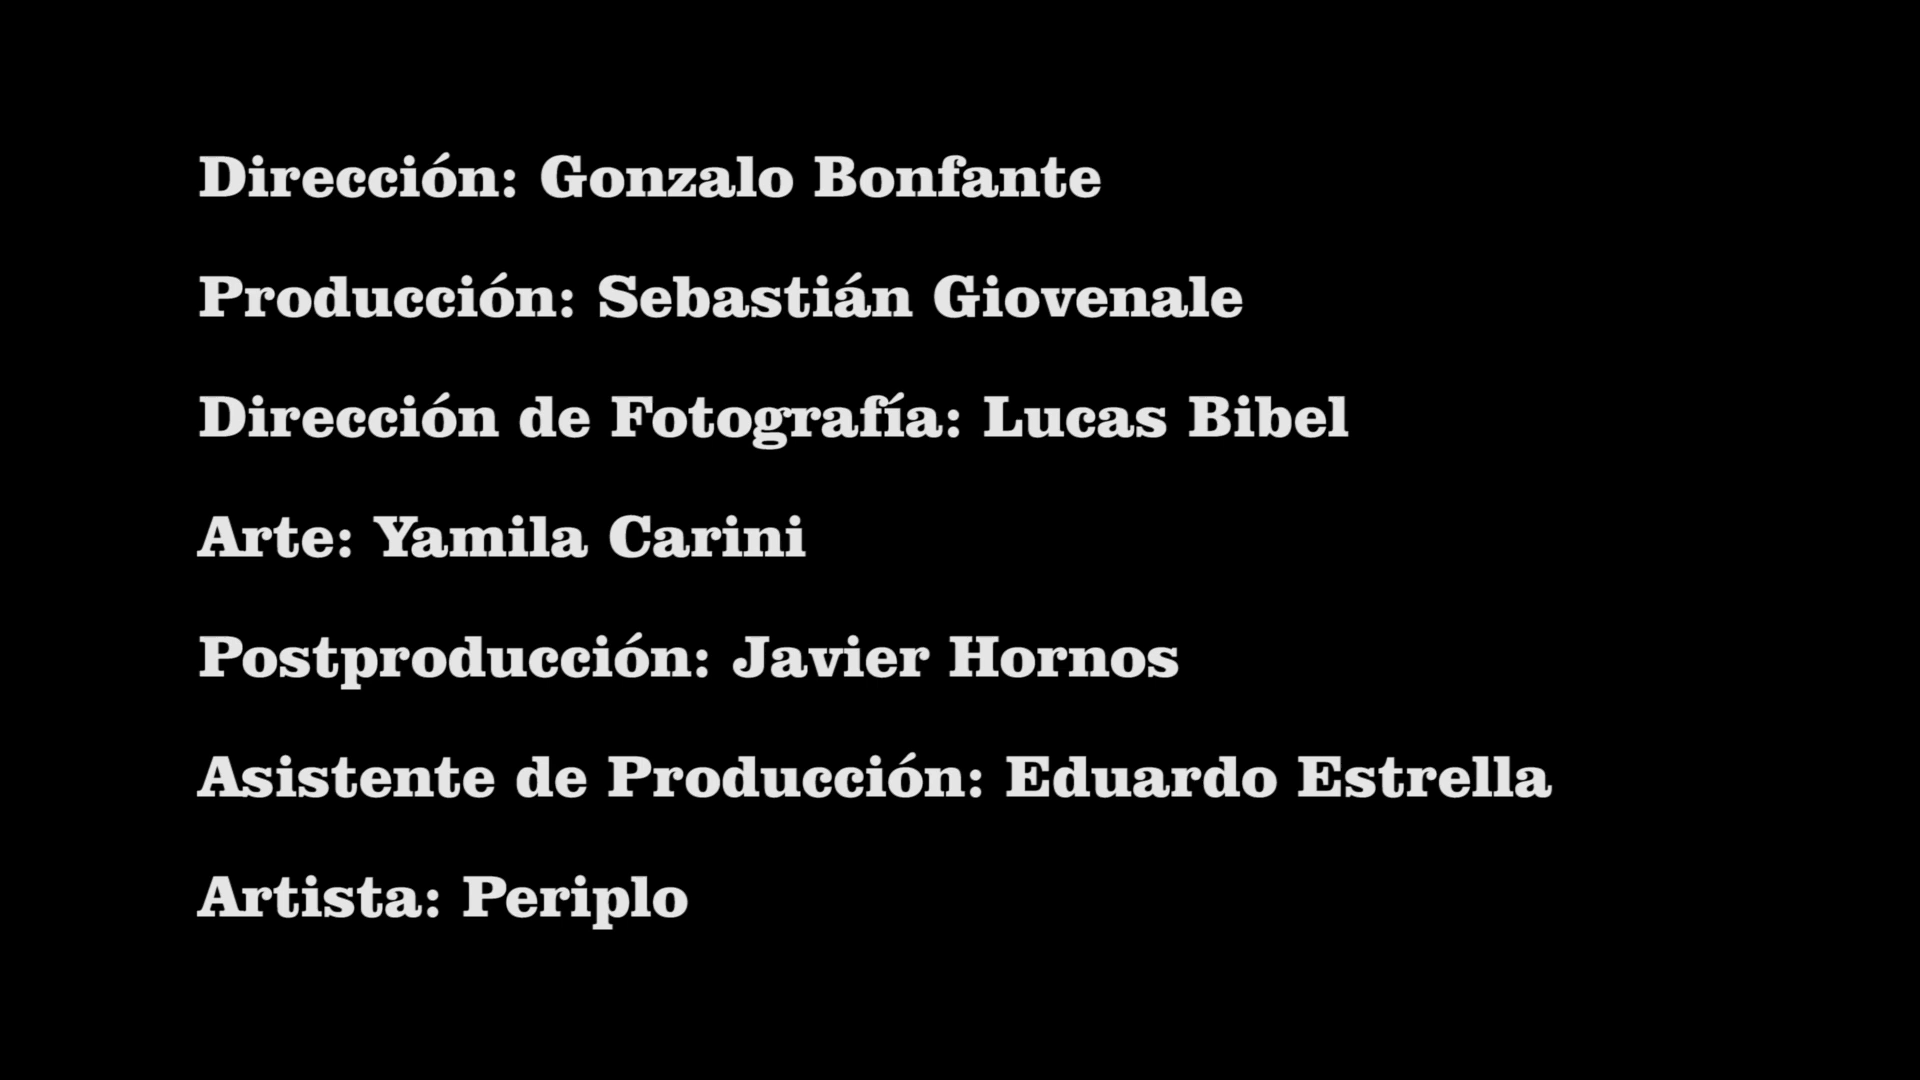 Dirección: Gonzalo Bonfante
Producción: Sebastián Giovenale
Dirección de Fotografía: Lucas Bibel
Arte: Yamila Carini
Postproducción: Javier Hornos
Asistente de Producción: Eduardo Estrella
Artista: Periplo